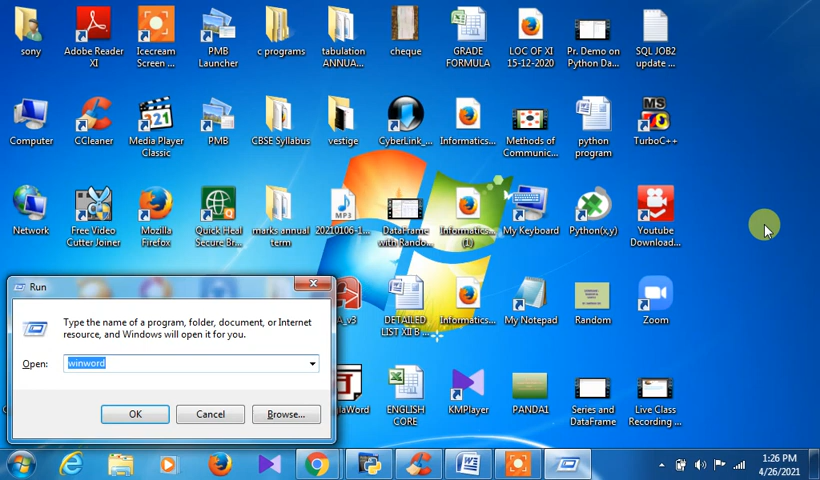 sony
Adobe Reader XI
Icecream Screen ...
PMB Launcher
c programs
tabulation ANNUA...
cheque
GRADE FORMULA
LOC OF XI 15-12-2020
Pr. Demo on Python Da...
SQL JOB2 update ...
Computer
CCleaner
321
Media Player Classic
PMB
CBSE Syllabus
vestige
CyberLink_...
Informatics...
Methods of Communic...
python program
MS
TurboC++
Network
Free Video Cutter Joiner
Mozilla Firefox
Quick Heal Secure Br...
marks annual term
MP3
20210106-1...
DataFrame with Rando...
Informatics... (1)
My Keyboard
Python(x,y)
Youtube Download...
A_v3
DETAILED LIST XII B ...
Informatics...
My Notepad
Random
Zoom
glaWord
ENGLISH CORE
KMPlayer
PANDA1
Series and DataFrame
Live Class Recording ...
Run
Type the name of a program, folder, document, or Internet
resource, and Windows will open it for you.
Open:
winword
OK
Cancel
Browse...
1:26 PM
4/26/2021